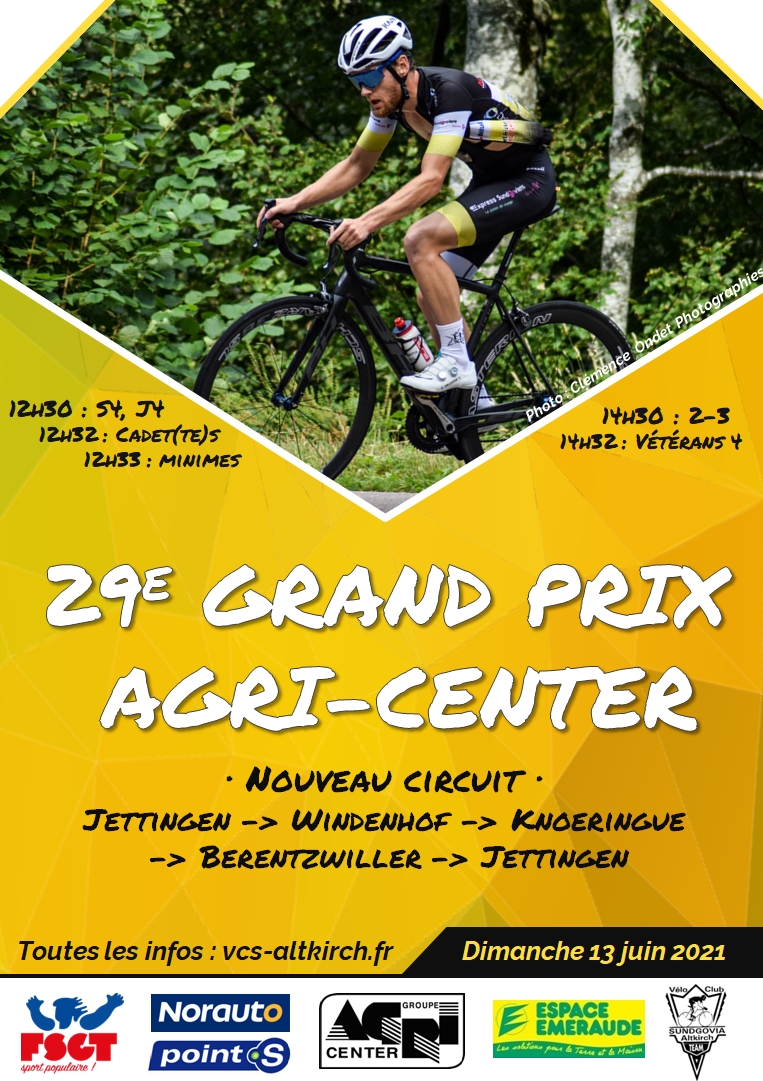 Photo : Clémence Ondet Photographies
12H30 : S4, J4
12H32 : CADET(TE)S
12H33 : MINIMES
14H30 : 2-3
14H32 : VÉTÉRANS 4
29E GRAND PRIX
AGRI-CENTER
· NOUVEAU CIRCUIT ·
JETTINGEN -> WINDENHOF -> KNOERINGUE
-> BERENTZWILLER -> JETTINGEN
Toutes les infos : vcs-altkirch.fr
Dimanche 13 juin 2021
FSGT
sport populaire !
Norauto
point S
GROUPE
AGRI
CENTER
ESPACE
EMERAUDE
Les solutions pour la Terre et la Maison
Vélo Club
SUNDGOVIA
Altkirch
TEAM